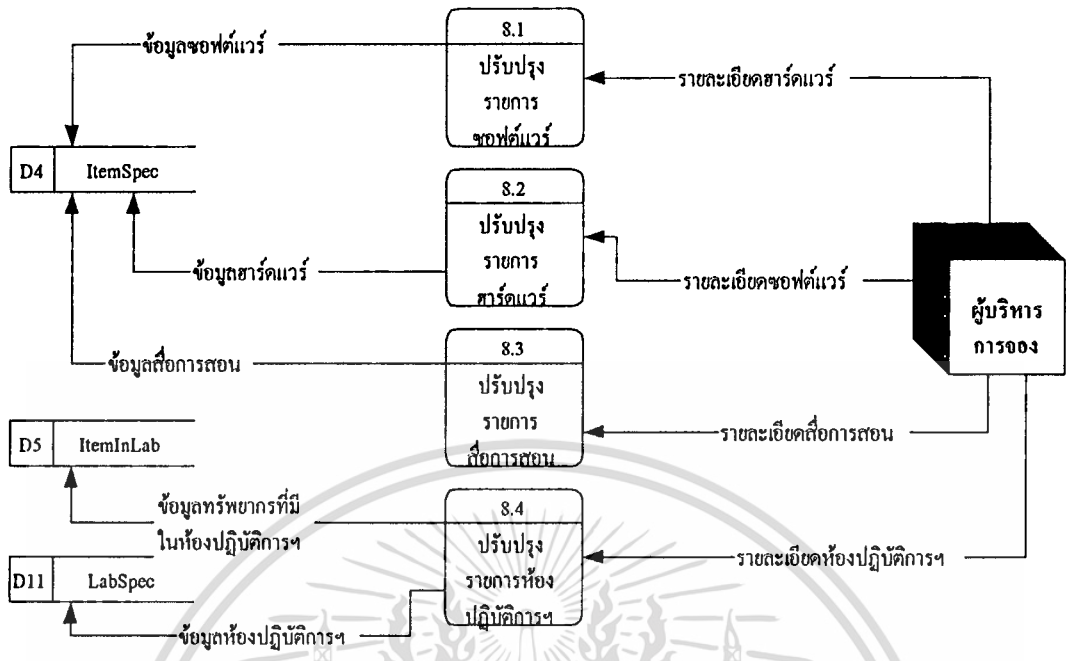 8.1
ปรับปรุง
รายการ
ซอฟต์แวร์
ข้อมูลซอฟต์แวร์
รายละเอียดฮาร์ดแวร์
D4 ItemSpec
8.2
ปรับปรุง
รายการ
ฮาร์ดแวร์
ข้อมูลฮาร์ดแวร์
รายละเอียดซอฟต์แวร์
ผู้บริหาร
การจอง
8.3
ปรับปรุง
รายการ
สื่อการสอน
ข้อมูลสื่อการสอน
รายละเอียดสื่อการสอน
D5 ItemInLab
ข้อมูลทรัพยากรที่มี
ในห้องปฏิบัติการฯ
8.4
ปรับปรุง
รายการห้อง
ปฏิบัติการฯ
รายละเอียดห้องปฏิบัติการฯ
D11 LabSpec
ข้อมูลห้องปฏิบัติการฯ